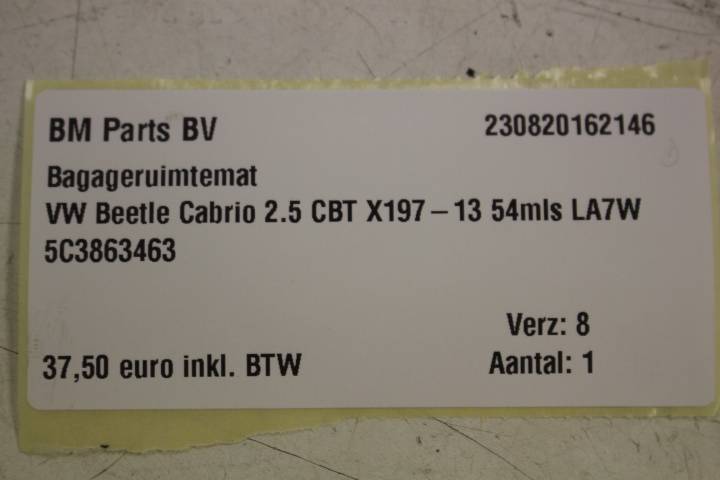 BM Parts BV 230820162146
Bagageruimtemat
VW Beetle Cabrio 2.5 CBT X197 – 13 54mls LA7W
5C3863463
Verz: 8
37,50 euro inkl. BTW Aantal: 1